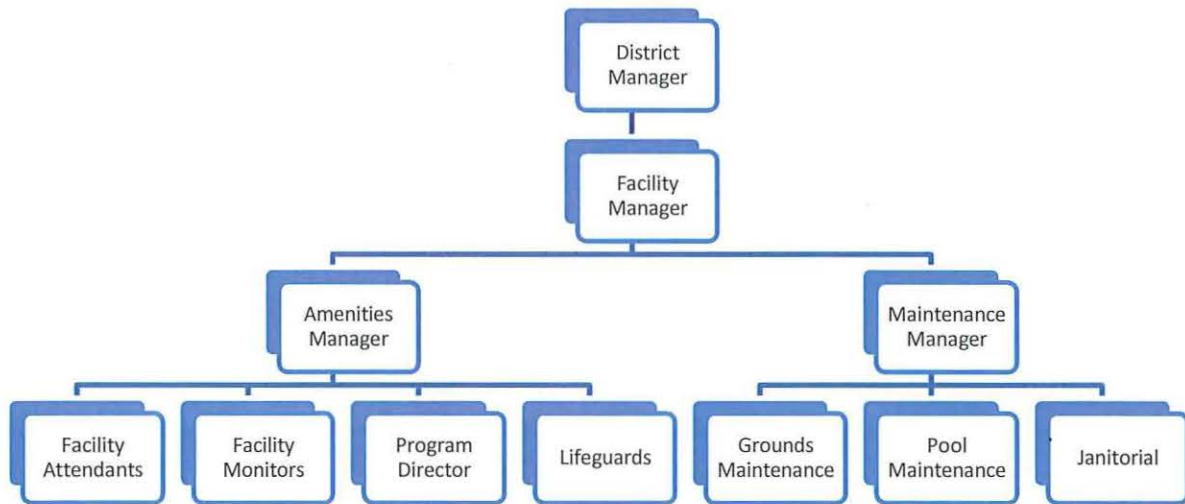 District
Manager
Facility
Manager
Amenities
Manager
Maintenance
Manager
Facility
Attendants
Facility
Monitors
Program
Director
Lifeguards
Grounds
Maintenance
Pool
Maintenance
Janitorial